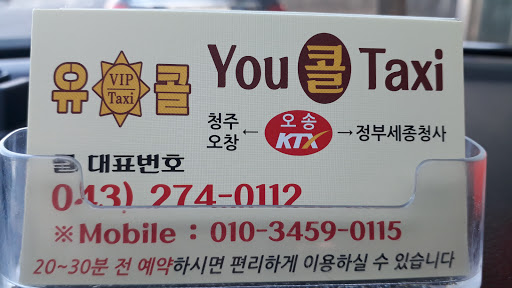 유 VIP Taxi 콜
You 콜 Taxi
청주 오창 ← 오송 KTX → 정부세종청사
콜 대표번호
043) 274-0112
※Mobile : 010-3459-0115
20~30분 전 예약하시면 편리하게 이용하실 수 있습니다